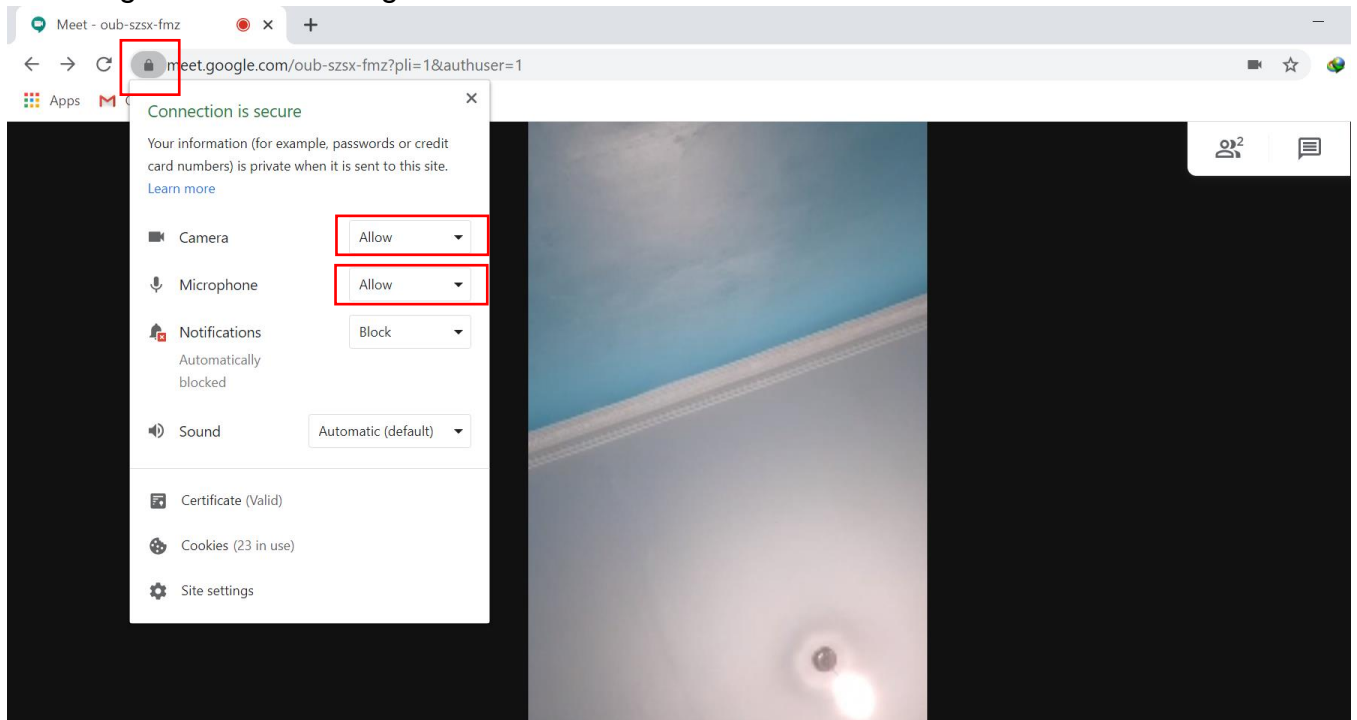 Meet - oub-szsx-fmz
meet.google.com/oub-szsx-fmz?pli=1&authuser=1
Apps
Connection is secure
Your information (for example, passwords or credit
card numbers) is private when it is sent to this site.
Learn more
2
Camera Allow
Microphone Allow
Notifications Block
Automatically
blocked
Sound Automatic (default)
Certificate (Valid)
Cookies (23 in use)
Site settings